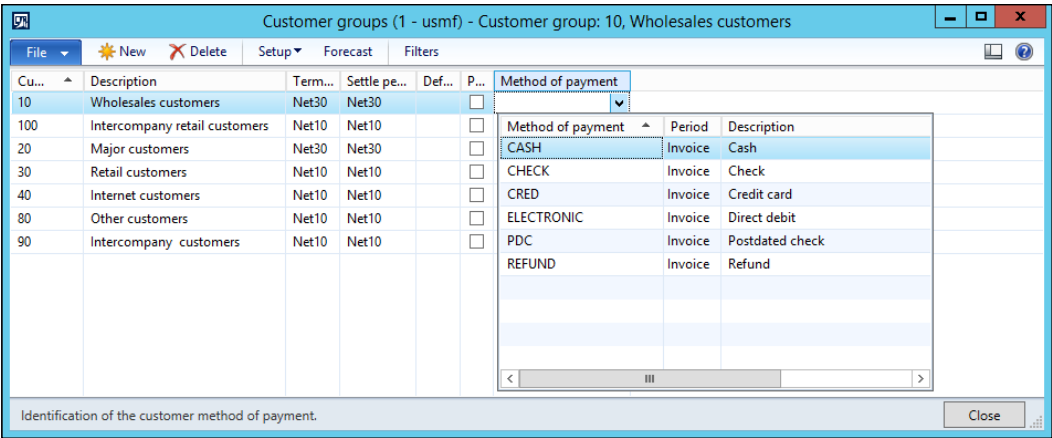 Customer groups (1 - usmf) - Customer group: 10, Wholesales customers
File New Delete Setup Forecast Filters
Cu... Description Term... Settle pe... Def... P... Method of payment
10 Wholesales customers Net30 Net30
100 Intercompany retail customers Net10 Net10
20 Major customers Net30 Net30
30 Retail customers Net10 Net10
40 Internet customers Net10 Net10
80 Other customers Net10 Net10
90 Intercompany customers Net10 Net10
Method of payment Period Description
CASH Invoice Cash
CHECK Invoice Check
CRED Invoice Credit card
ELECTRONIC Invoice Direct debit
PDC Invoice Postdated check
REFUND Invoice Refund
Identification of the customer method of payment. Close